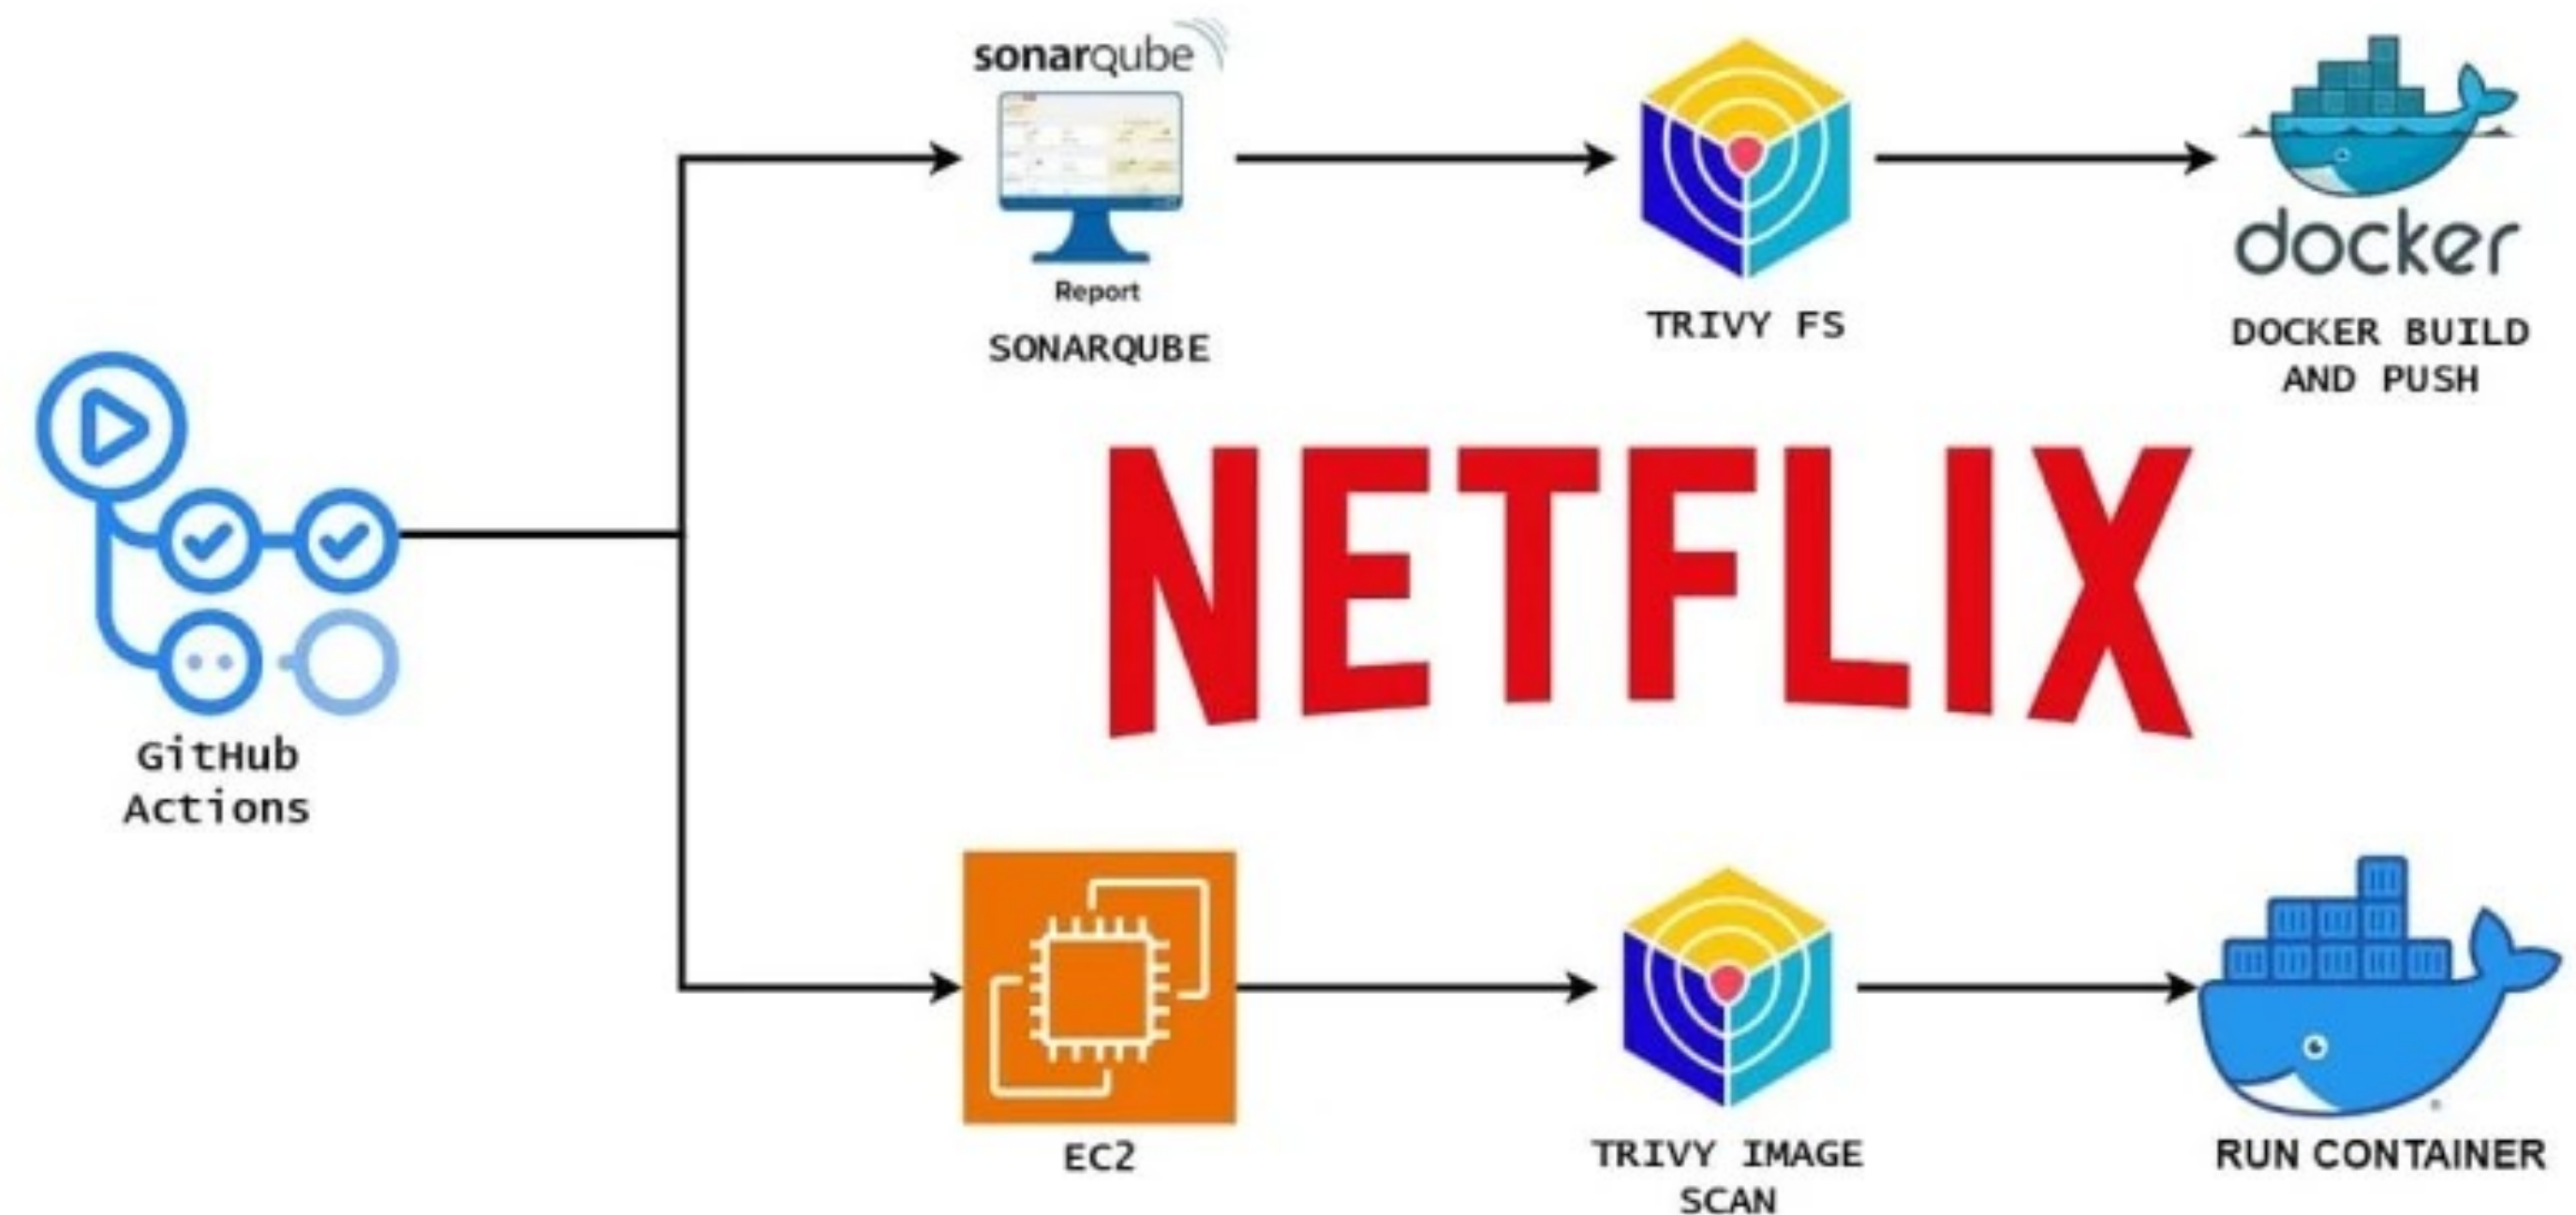 sonarqube
Report
SONARQUBE
TRIVY FS
docker
DOCKER BUILD
AND PUSH
NETFLIX
GitHub
Actions
EC2
TRIVY IMAGE
SCAN
RUN CONTAINER